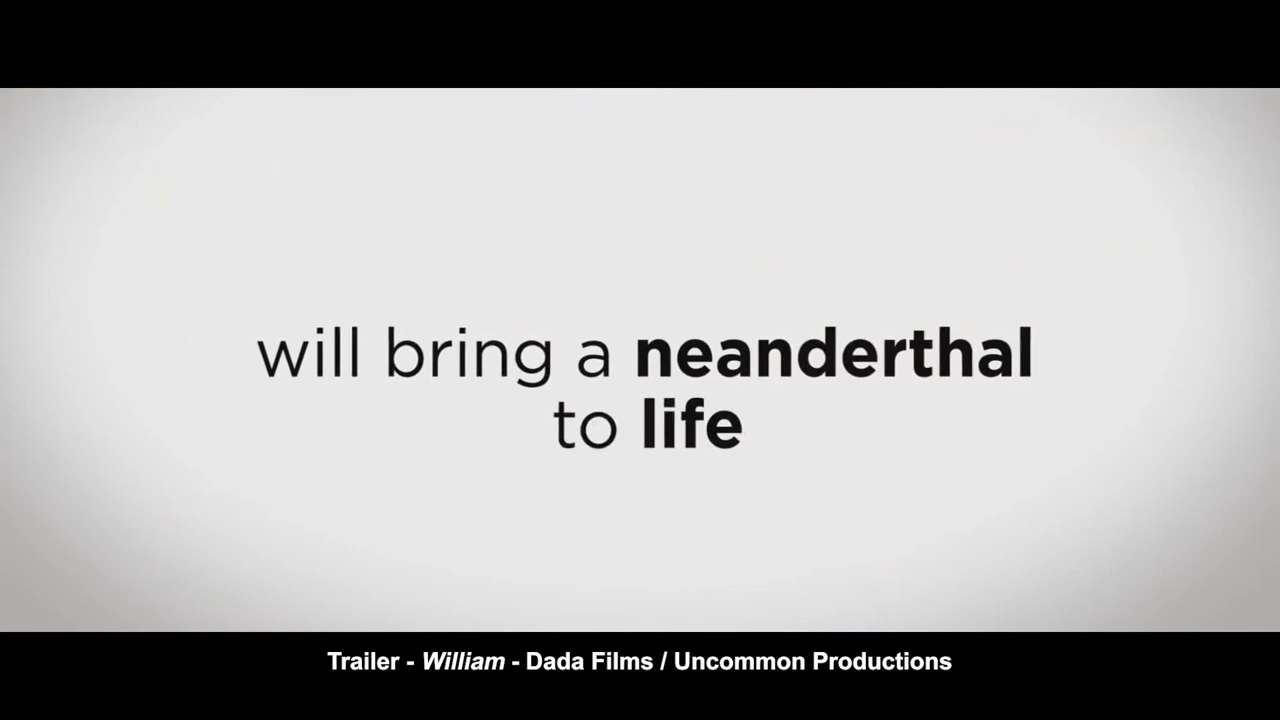 will bring a neanderthal
to life
Trailer - William - Dada Films / Uncommon Productions